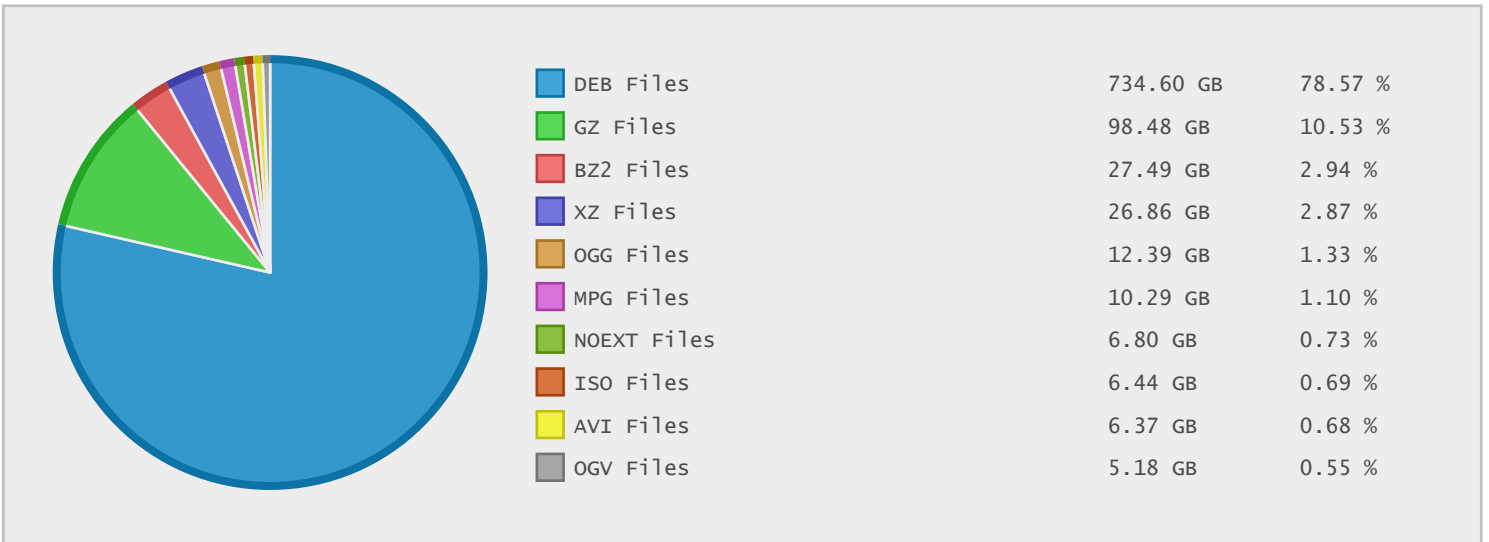 DEB Files 734.60 GB 78.57 %
GZ Files 98.48 GB 10.53 %
BZ2 Files 27.49 GB 2.94 %
XZ Files 26.86 GB 2.87 %
OGG Files 12.39 GB 1.33 %
MPG Files 10.29 GB 1.10 %
NOEXT Files 6.80 GB 0.73 %
ISO Files 6.44 GB 0.69 %
AVI Files 6.37 GB 0.68 %
OGV Files 5.18 GB 0.55 %